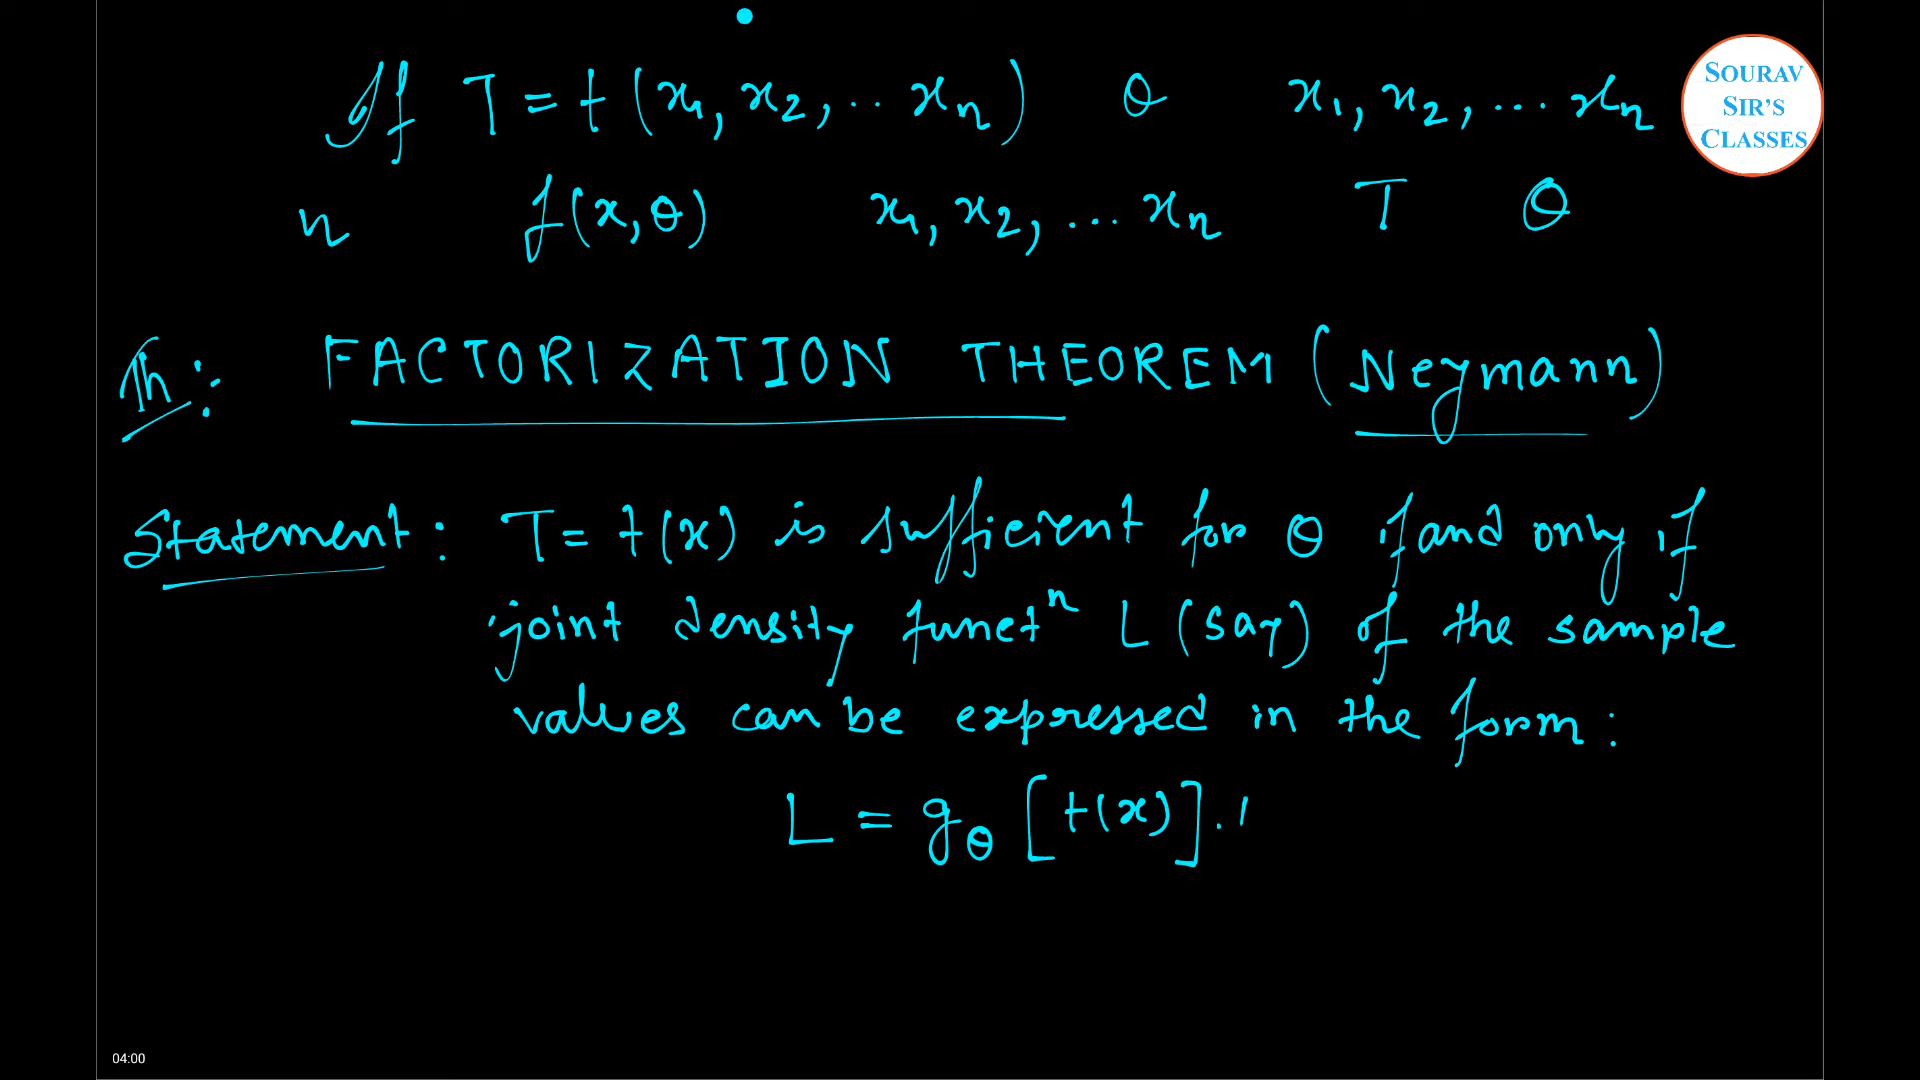 If T = t(x₁, x₂, .. xₙ) θ x₁, x₂, ... xₙ
SOURAV
SIR'S
CLASSES
n f(x, θ) x₁, x₂, ... xₙ T θ
Th: FACTORIZATION THEOREM (Neymann)
Statement: T = t(x) is sufficient for θ if and only if
joint density functⁿ L (say) of the sample
values can be expressed in the form:
L = g_θ [t(x)].
04:00